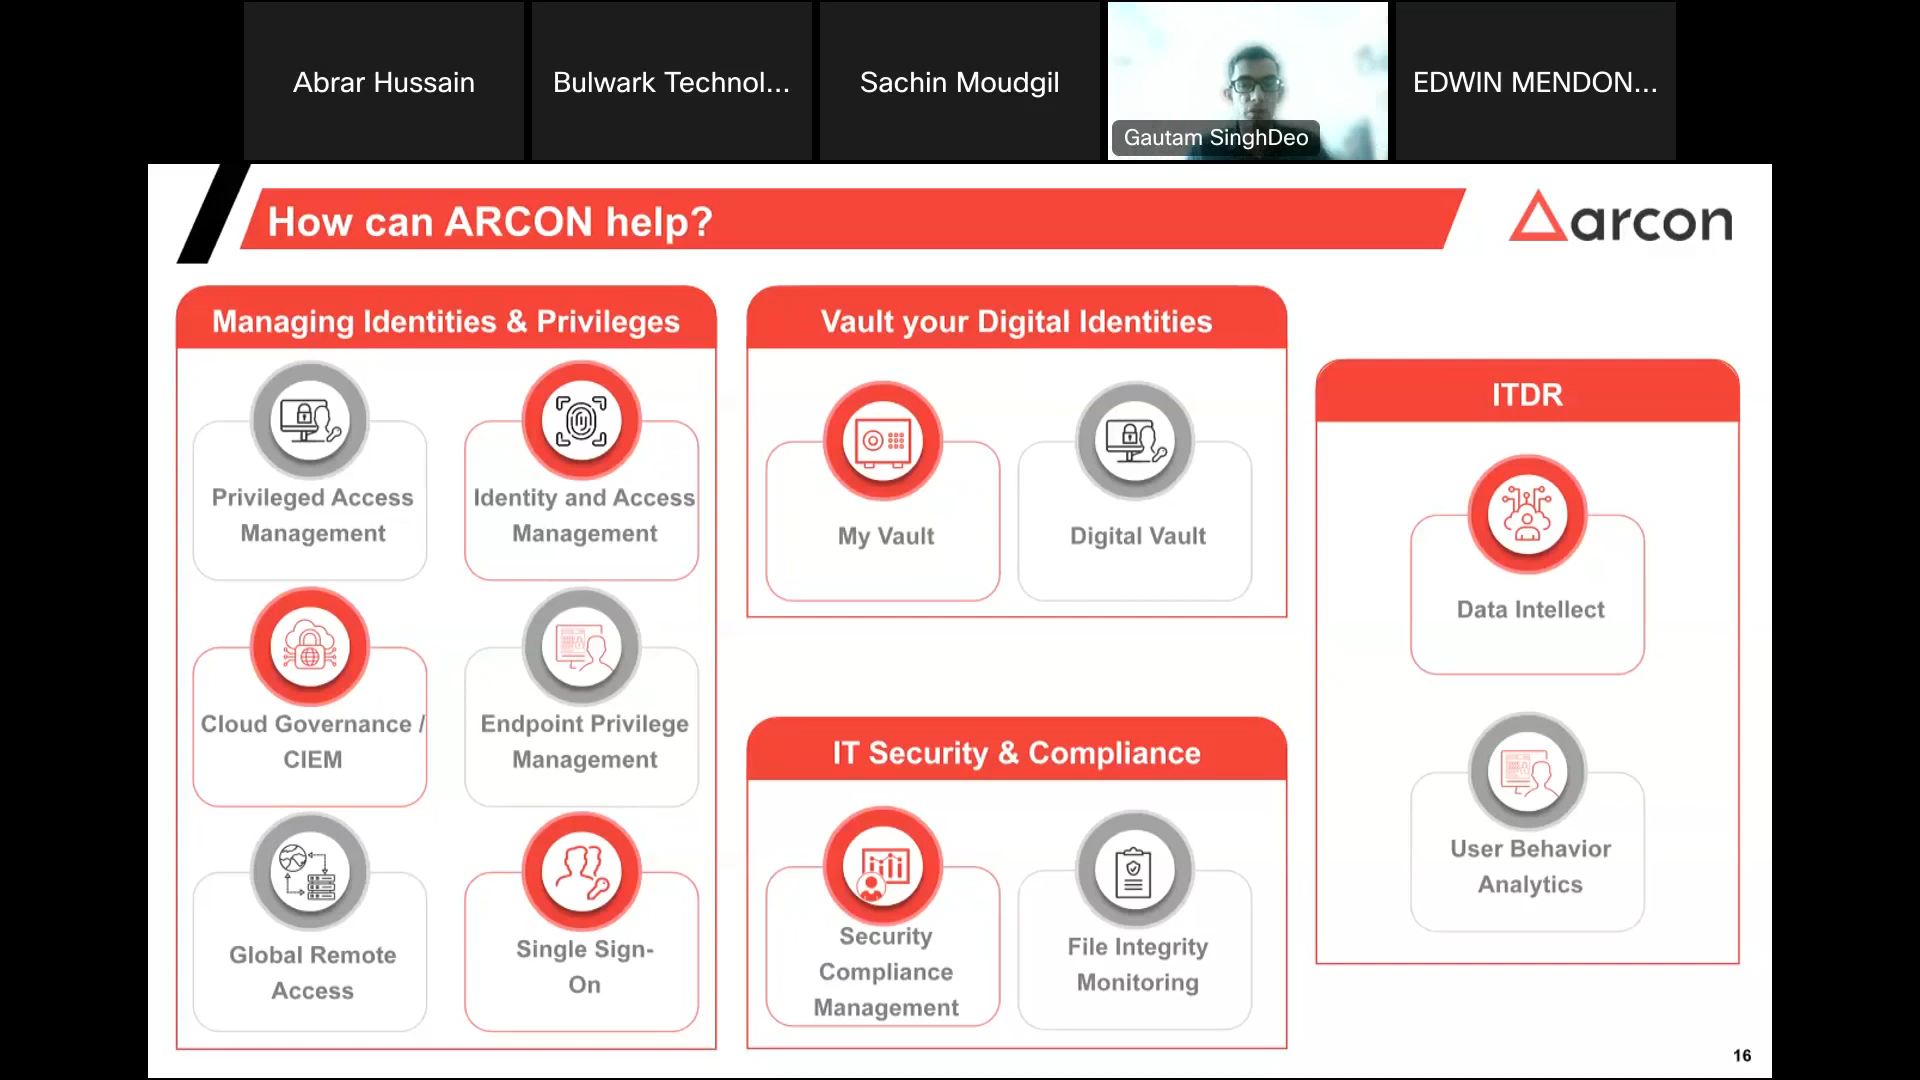 Abrar Hussain
Bulwark Technol...
Sachin Moudgil
Gautam SinghDeo
EDWIN MENDON...
How can ARCON help?
arcon
Managing Identities & Privileges
Privileged Access
Management
Identity and Access
Management
Cloud Governance /
CIEM
Endpoint Privilege
Management
Global Remote
Access
Single Sign-
On
Vault your Digital Identities
My Vault
Digital Vault
IT Security & Compliance
Security
Compliance
Management
File Integrity
Monitoring
ITDR
Data Intellect
User Behavior
Analytics
16